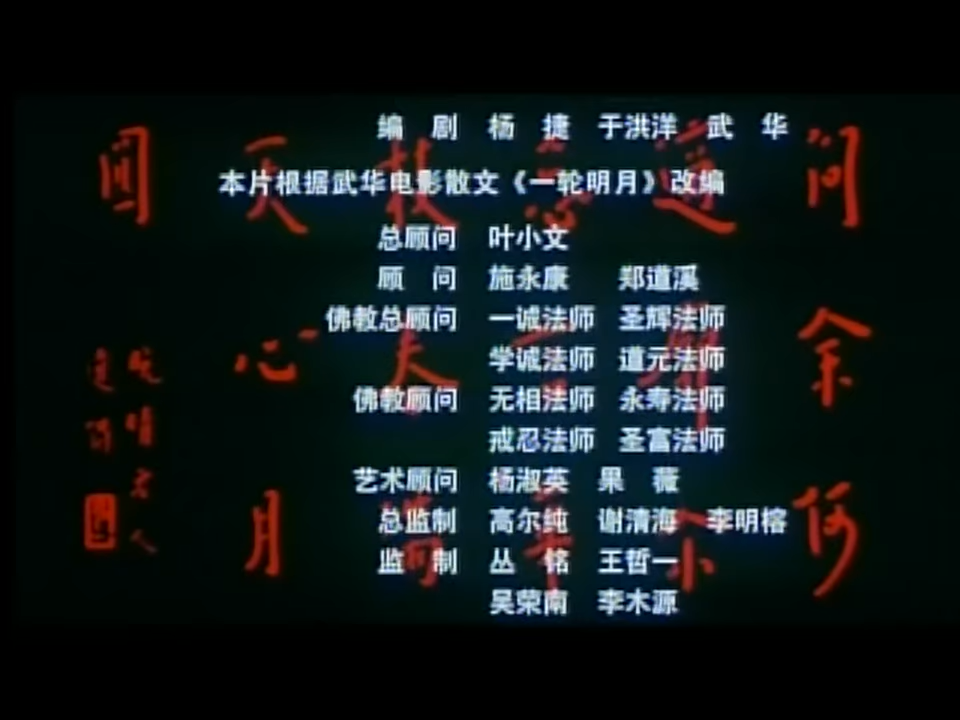 编 剧 杨 捷 于洪洋 武 华
本片根据武华电影散文《一轮明月》改编
总顾问 叶小文
顾 问 施永康 郑道溪
佛教总顾问 一诚法师 圣辉法师
学诚法师 道元法师
佛教顾问 无相法师 永寿法师
戒忍法师 圣富法师
艺术顾问 杨淑英 果 薇
总监制 高尔纯 谢清海 李明榕
监 制 丛 铭 王哲一
吴荣南 李木源
问余何
天心月